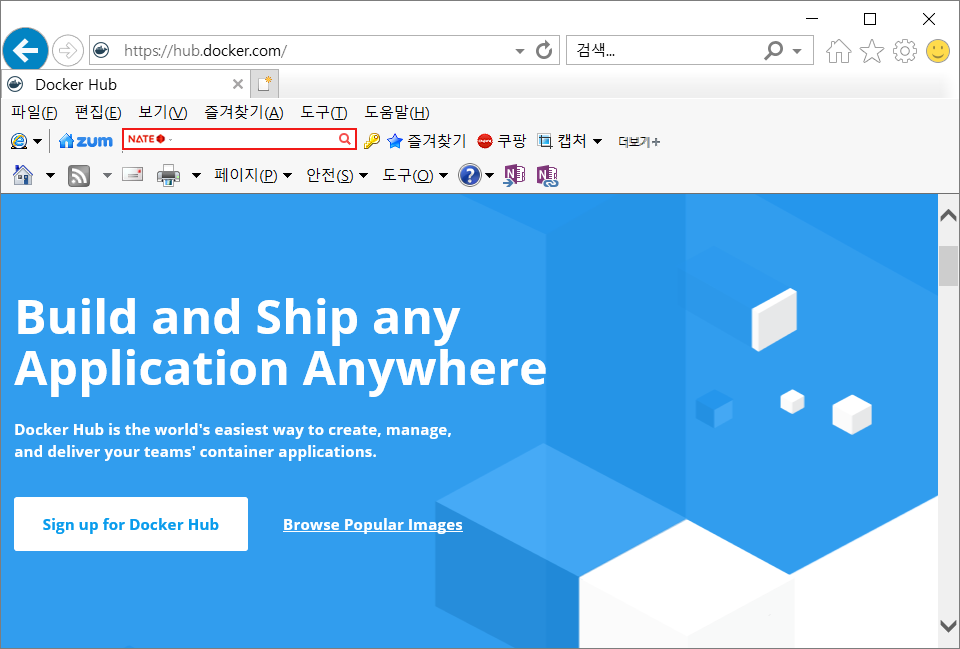 https://hub.docker.com/
검색...
Docker Hub
파일(F) 편집(E) 보기(V) 즐겨찾기(A) 도구(T) 도움말(H)
zum NATE 즐겨찾기 쿠팡 캡처 더보기+
페이지(P) 안전(S) 도구(O)
Build and Ship any
Application Anywhere
Docker Hub is the world's easiest way to create, manage,
and deliver your teams' container applications.
Sign up for Docker Hub Browse Popular Images